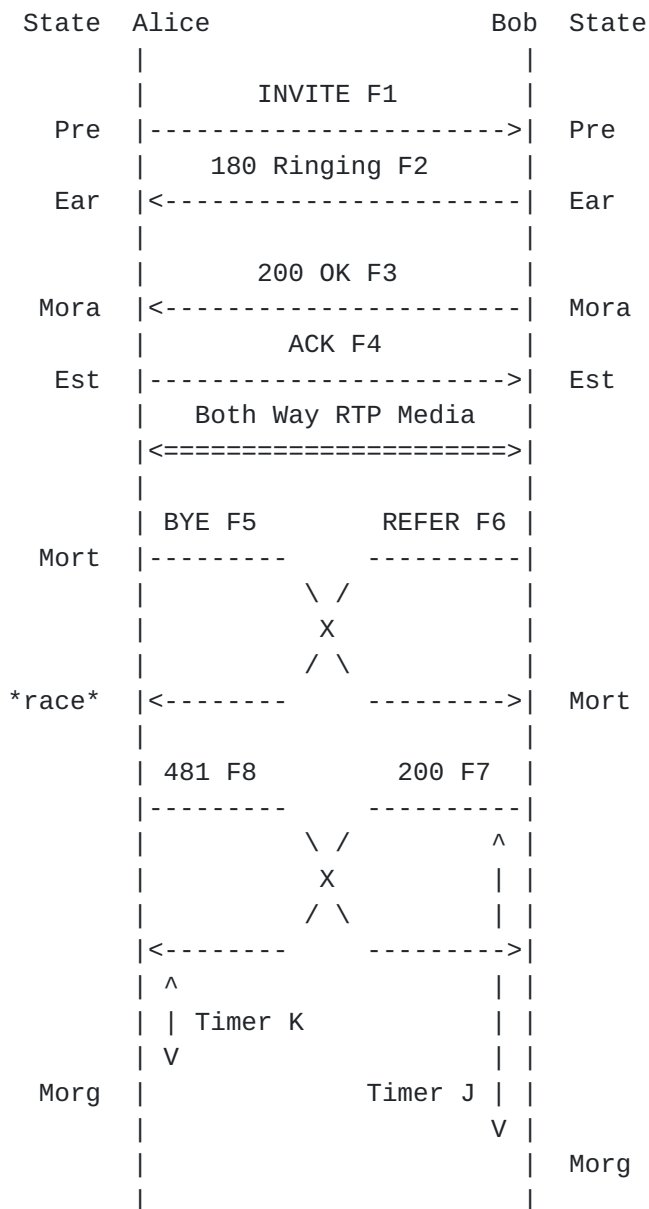 State  Alice                  Bob  State
        |                        |
        |       INVITE F1        |
  Pre   |----------------------->|  Pre
        |    180 Ringing F2      |
  Ear   |<-----------------------|  Ear
        |                        |
        |       200 OK F3        |
 Mora   |<-----------------------|  Mora
        |         ACK F4         |
  Est   |----------------------->|  Est
        |   Both Way RTP Media   |
        |<======================>|
        |                        |
        | BYE F5        REFER F6 |
 Mort   |---------     ----------|
        |          \ /           |
        |           X            |
        |          / \           |
*race*  |<--------     --------->|  Mort
        |                        |
        | 481 F8         200 F7  |
        |---------     ----------|
        |          \ /         ^ |
        |           X          | |
        |          / \         | |
        |<--------     --------->|
        | ^                    | |
        | | Timer K            | |
        | V                    | |
 Morg   |              Timer J | |
        |                      V |
        |                        |  Morg
        |                        |